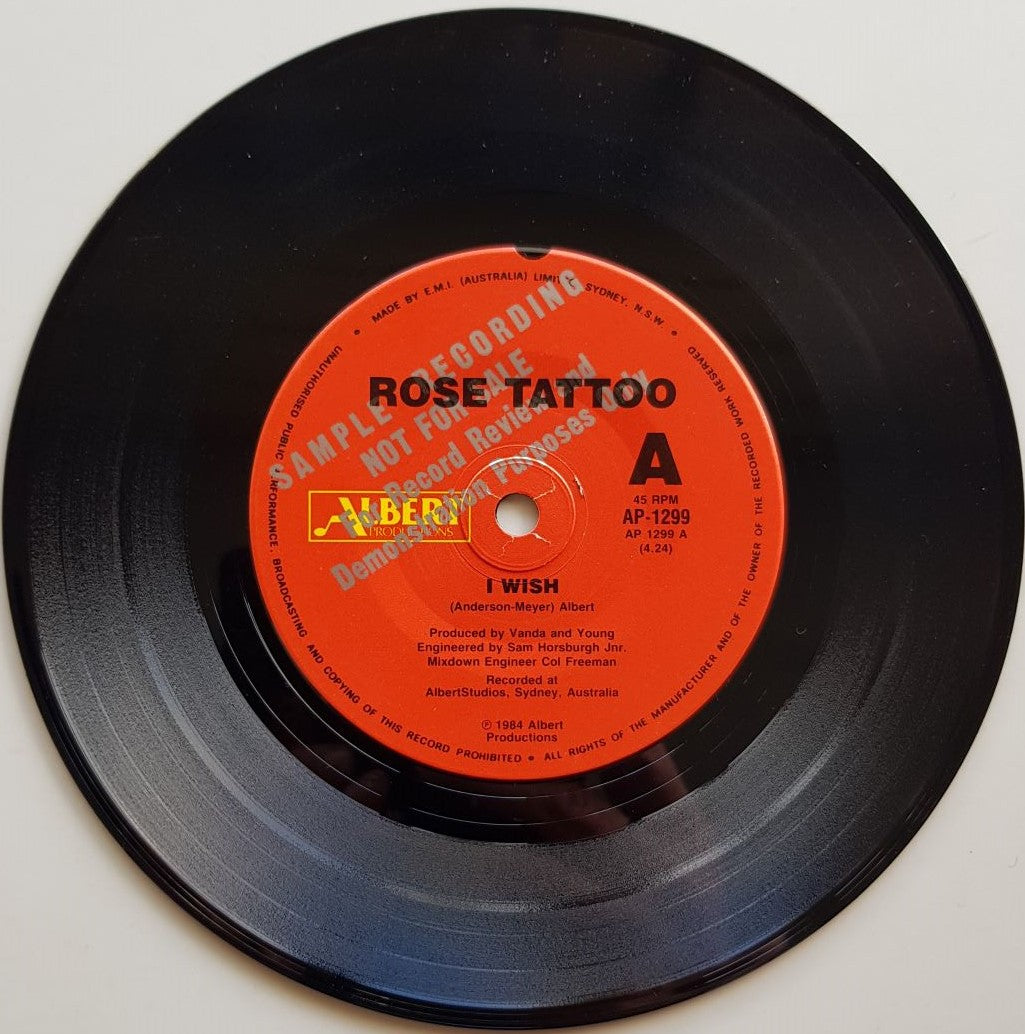 MADE BY E.M.I. (AUSTRALIA) LIMITED, SYDNEY, N.S.W.
SAMPLE RECORDING
NOT FOR SALE
For Record Review and
Demonstration Purposes Only
ROSE TATTOO
A
45 RPM
AP-1299
AP 1299 A
(4.24)
ALBERT
PRODUCTIONS
I WISH
(Anderson-Meyer) Albert
Produced by Vanda and Young
Engineered by Sam Horsburgh Jnr.
Mixdown Engineer Col Freeman
Recorded at
AlbertStudios, Sydney, Australia
℗ 1984 Albert
Productions
UNAUTHORISED PUBLIC PERFORMANCE, BROADCASTING AND COPYING OF THIS RECORD PROHIBITED • ALL RIGHTS OF THE MANUFACTURER AND OF THE OWNER OF THE RECORDED WORK RESERVED